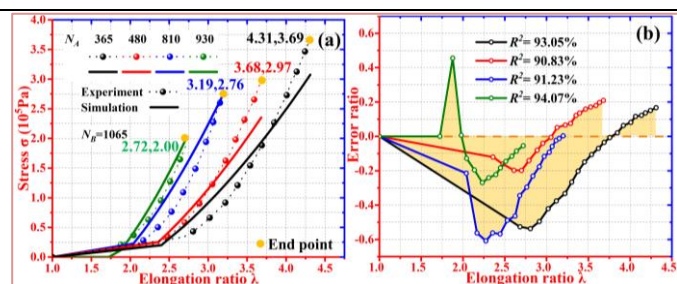 (a)
N_A 365 480 810 930
4.31,3.69
3.68,2.97
3.19,2.76
2.72,2.00
Experiment
Simulation
N_B=1065
End point
Stress σ (10⁵Pa)
4.0
3.5
3.0
2.5
2.0
1.5
1.0
0.5
0.0
1.0 1.5 2.0 2.5 3.0 3.5 4.0 4.5
Elongation ratio λ
(b)
R²= 93.05%
R²= 90.83%
R²= 91.23%
R²= 94.07%
Error ratio
0.6
0.4
0.2
0.0
-0.2
-0.4
-0.6
1.0 1.5 2.0 2.5 3.0 3.5 4.0 4.5
Elongation ratio λ